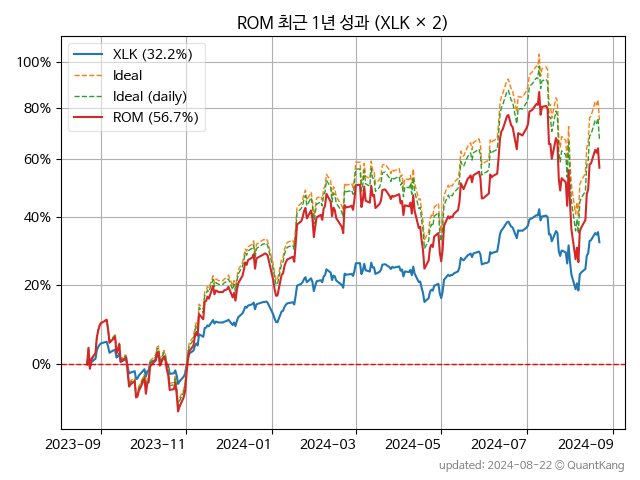 ROM 최근 1년 성과 (XLK × 2)
XLK (32.2%)
Ideal
Ideal (daily)
ROM (56.7%)
100%
80%
60%
40%
20%
0%
2023-09 2023-11 2024-01 2024-03 2024-05 2024-07 2024-09
updated: 2024-08-22 © QuantKang